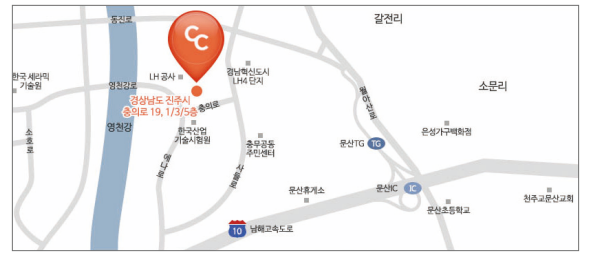 동진로
갈전리
CC
한국 세라믹
기술원
LH 공사
경남혁신도시
LH4 단지
영천강로
소문리
경상남도 진주시
충의로 19, 1/3/5층
충의로
월아산로
영천강
한국산업
기술시험원
소호로
충무공동
주민센터
은성가구백화점
문산TG
TG
에나로
사들로
문산휴게소
문산IC
IC
천주교문산교회
문산초등학교
10
남해고속도로